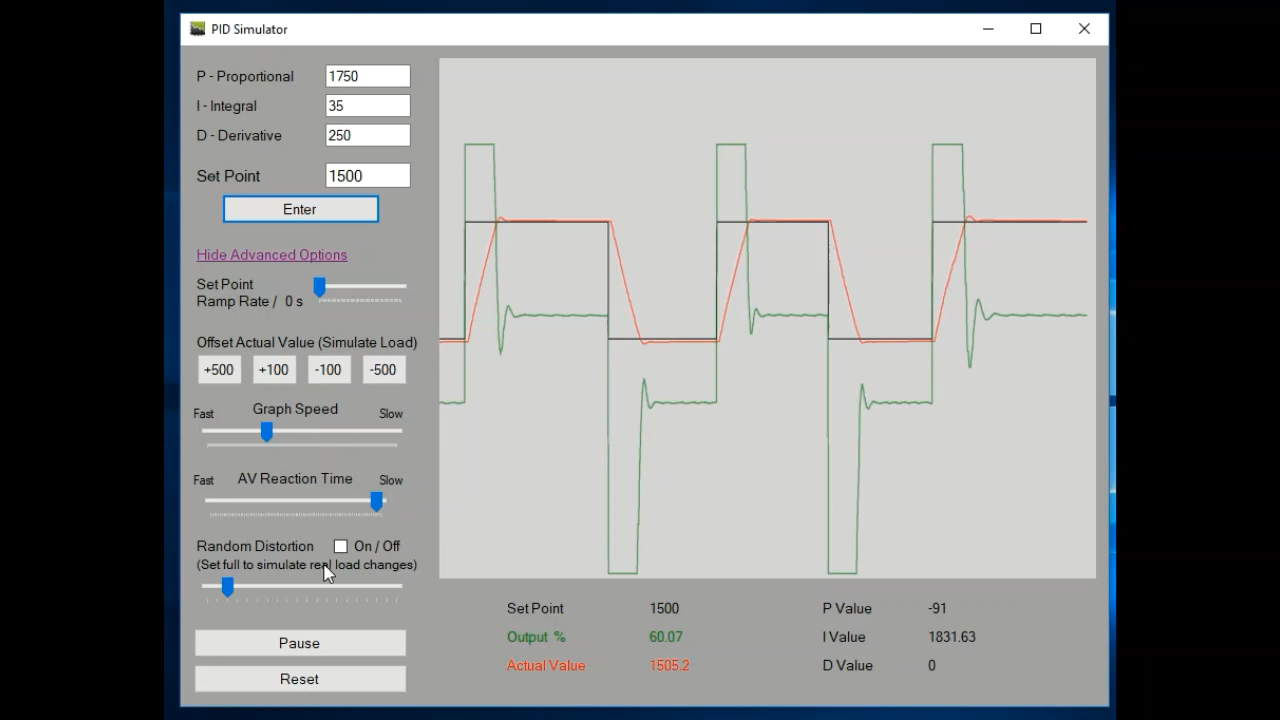 PID Simulator
P - Proportional 1750
I - Integral 35
D - Derivative 250
Set Point 1500
Enter
Hide Advanced Options
Set Point
Ramp Rate / 0 s
Offset Actual Value (Simulate Load)
+500 +100 -100 -500
Fast Graph Speed Slow
Fast AV Reaction Time Slow
Random Distortion On / Off
(Set full to simulate real load changes)
Pause
Reset
Set Point 1500 P Value -91
Output % 60.07 I Value 1831.63
Actual Value 1505.2 D Value 0